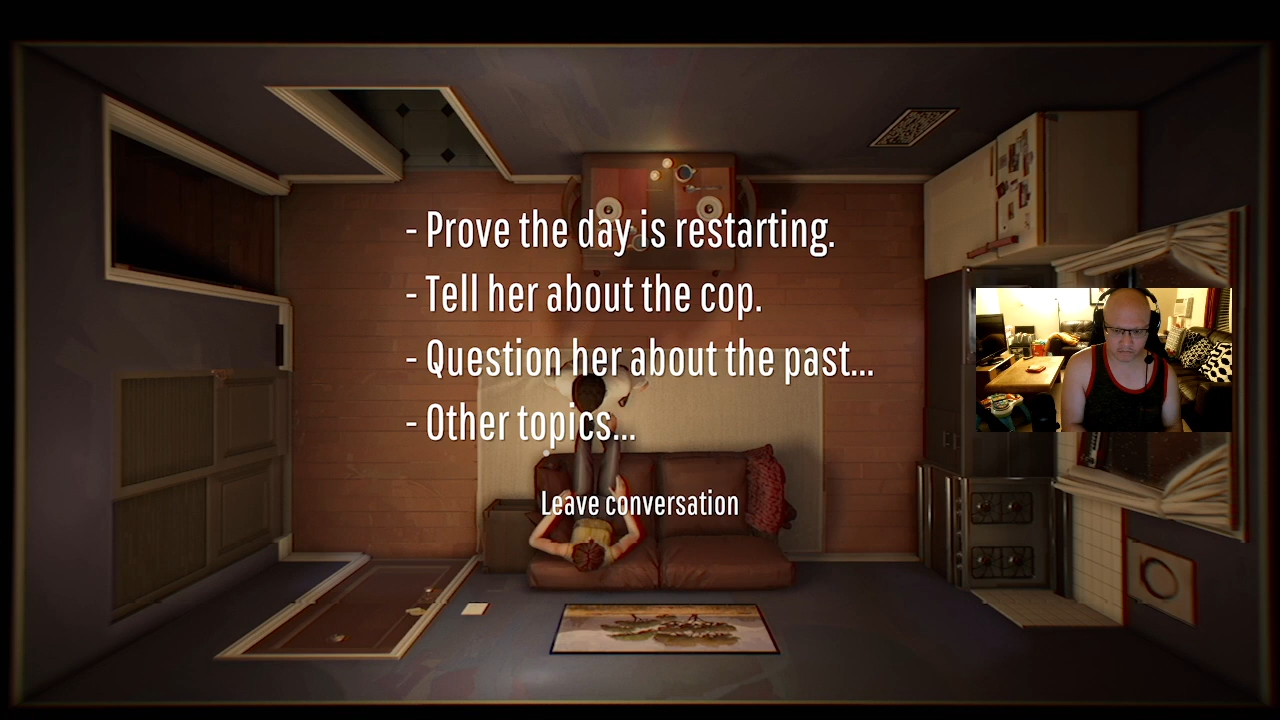 - Prove the day is restarting.
- Tell her about the cop.
- Question her about the past...
- Other topics...
Leave conversation